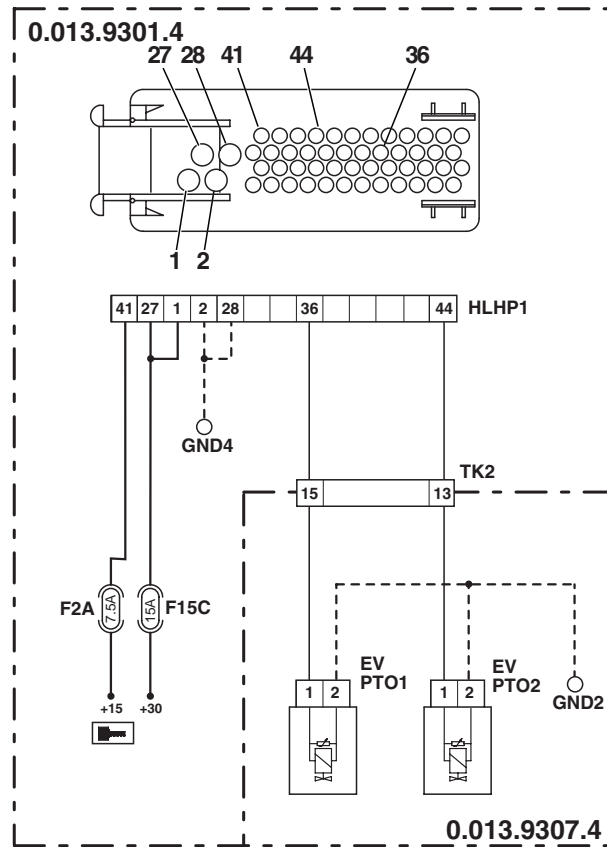 0.013.9301.4
27 28 41 44 36
1 2
41 27 1 2 28 36 44 HLHP1
GND4
TK2
15 13
F2A 7.5A 15A F15C
EV PTO1
EV PTO2
1 2 1 2
GND2
+15 +30
0.013.9307.4